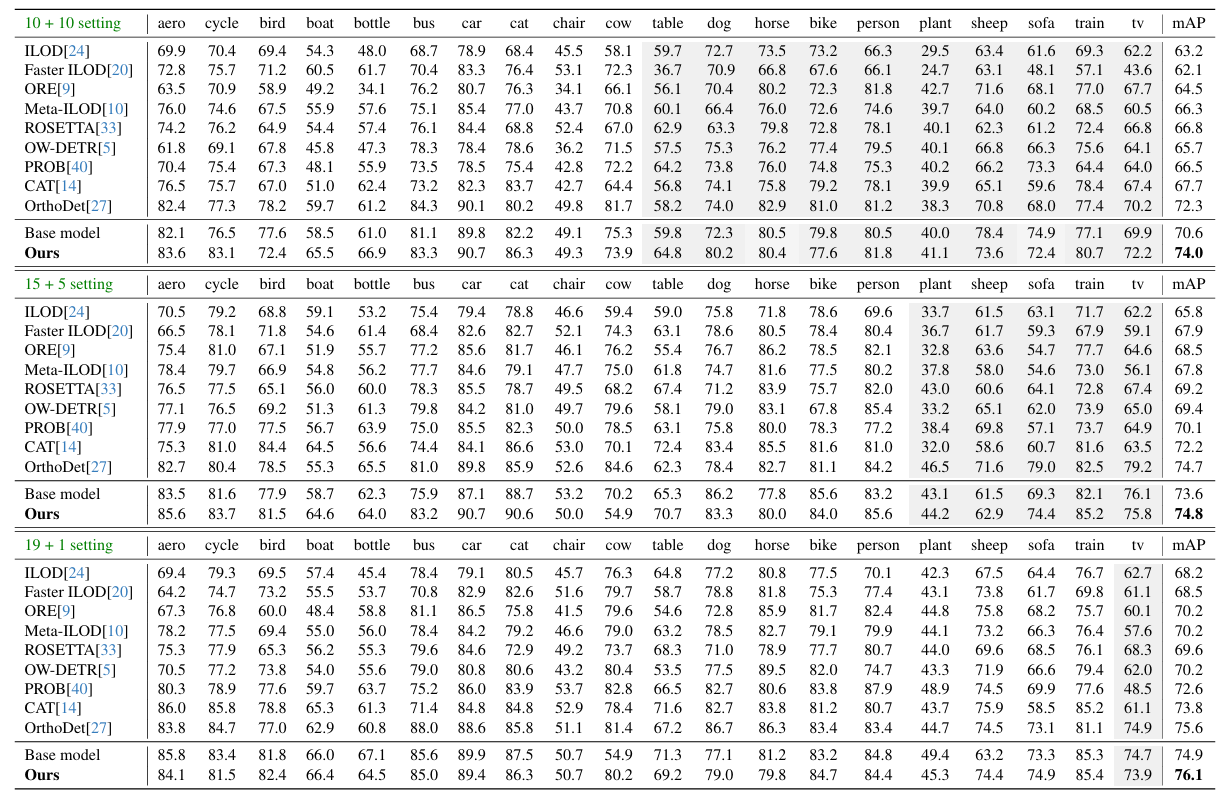 10 + 10 setting aero cycle bird boat bottle bus car cat chair cow table dog horse bike person plant sheep sofa train tv mAP
ILOD[24] 69.9 70.4 69.4 54.3 48.0 68.7 78.9 68.4 45.5 58.1 59.7 72.7 73.5 73.2 66.3 29.5 63.4 61.6 69.3 62.2 63.2
Faster ILOD[20] 72.8 75.7 71.2 60.5 61.7 70.4 83.3 76.4 53.1 72.3 36.7 70.9 66.8 67.6 66.1 24.7 63.1 48.1 57.1 43.6 62.1
ORE[9] 63.5 70.9 58.9 49.2 34.1 76.2 80.7 76.3 34.1 66.1 56.1 70.4 80.2 72.3 81.8 42.7 71.6 68.1 77.0 67.7 64.5
Meta-ILOD[10] 76.0 74.6 67.5 55.9 57.6 75.1 85.4 77.0 43.7 70.8 60.1 66.4 76.0 72.6 74.6 39.7 64.0 60.2 68.5 60.5 66.3
ROSETTA[33] 74.2 76.2 64.9 54.4 57.4 76.1 84.4 68.8 52.4 67.0 62.9 63.3 79.8 72.8 78.1 40.1 62.3 61.2 72.4 66.8 66.8
OW-DETR[5] 61.8 69.1 67.8 45.8 47.3 78.3 78.4 78.6 36.2 71.5 57.5 75.3 76.2 77.4 79.5 40.1 66.8 66.3 75.6 64.1 65.7
PROB[40] 70.4 75.4 67.3 48.1 55.9 73.5 78.5 75.4 42.8 72.2 64.2 73.8 76.0 74.8 75.3 40.2 66.2 73.3 64.4 64.0 66.5
CAT[14] 76.5 75.7 67.0 51.0 62.4 73.2 82.3 83.7 42.7 64.4 56.8 74.1 75.8 79.2 78.1 39.9 65.1 59.6 78.4 67.4 67.7
OrthoDet[27] 82.4 77.3 78.2 59.7 61.2 84.3 90.1 80.2 49.8 81.7 58.2 74.0 82.9 81.0 81.2 38.3 70.8 68.0 77.4 70.2 72.3
Base model 82.1 76.5 77.6 58.5 61.0 81.1 89.8 82.2 49.1 75.3 59.8 72.3 80.5 79.8 80.5 40.0 78.4 74.9 77.1 69.9 70.6
Ours 83.6 83.1 72.4 65.5 66.9 83.3 90.7 86.3 49.3 73.9 64.8 80.2 80.4 77.6 81.8 41.1 73.6 72.4 80.7 72.2 74.0
15 + 5 setting aero cycle bird boat bottle bus car cat chair cow table dog horse bike person plant sheep sofa train tv mAP
ILOD[24] 70.5 79.2 68.8 59.1 53.2 75.4 79.4 78.8 46.6 59.4 59.0 75.8 71.8 78.6 69.6 33.7 61.5 63.1 71.7 62.2 65.8
Faster ILOD[20] 66.5 78.1 71.8 54.6 61.4 68.4 82.6 82.7 52.1 74.3 63.1 78.6 80.5 78.4 80.4 36.7 61.7 59.3 67.9 59.1 67.9
ORE[9] 75.4 81.0 67.1 51.9 55.7 77.2 85.6 81.7 46.1 76.2 55.4 76.7 86.2 78.5 82.1 32.8 63.6 54.7 77.7 64.6 68.5
Meta-ILOD[10] 78.4 79.7 66.9 54.8 56.2 77.7 84.6 79.1 47.7 75.0 61.8 74.7 81.6 77.5 80.2 37.8 58.0 54.6 73.0 56.1 67.8
ROSETTA[33] 76.5 77.5 65.1 56.0 60.0 78.3 85.5 78.7 49.5 68.2 67.4 71.2 83.9 75.7 82.0 43.0 60.6 64.1 72.8 67.4 69.2
OW-DETR[5] 77.1 76.5 69.2 51.3 61.3 79.8 84.2 81.0 49.7 79.6 58.1 79.0 83.1 67.8 85.4 33.2 65.1 62.0 73.9 65.0 69.4
PROB[40] 77.9 77.0 77.5 56.7 63.9 75.0 85.5 82.3 50.0 78.5 63.1 75.8 80.0 78.3 77.2 38.4 69.8 57.1 73.7 64.9 70.1
CAT[14] 75.3 81.0 84.4 64.5 56.6 74.4 84.1 86.6 53.0 70.1 72.4 83.4 85.5 81.6 81.0 32.0 58.6 60.7 81.6 63.5 72.2
OrthoDet[27] 82.7 80.4 78.5 55.3 65.5 81.0 89.8 85.9 52.6 84.6 62.3 78.4 82.7 81.1 84.2 46.5 71.6 79.0 82.5 79.2 74.7
Base model 83.5 81.6 77.9 58.7 62.3 75.9 87.1 88.7 53.2 70.2 65.3 86.2 77.8 85.6 83.2 43.1 61.5 69.3 82.1 76.1 73.6
Ours 85.6 83.7 81.5 64.6 64.0 83.2 90.7 90.6 50.0 54.9 70.7 83.3 80.0 84.0 85.6 44.2 62.9 74.4 85.2 75.8 74.8
19 + 1 setting aero cycle bird boat bottle bus car cat chair cow table dog horse bike person plant sheep sofa train tv mAP
ILOD[24] 69.4 79.3 69.5 57.4 45.4 78.4 79.1 80.5 45.7 76.3 64.8 77.2 80.8 77.5 70.1 42.3 67.5 64.4 76.7 62.7 68.2
Faster ILOD[20] 64.2 74.7 73.2 55.5 53.7 70.8 82.9 82.6 51.6 79.7 58.7 78.8 81.8 75.3 77.4 43.1 73.8 61.7 69.8 61.1 68.5
ORE[9] 67.3 76.8 60.0 48.4 58.8 81.1 86.5 75.8 41.5 79.6 54.6 72.8 85.9 81.7 82.4 44.8 75.8 68.2 75.7 60.1 70.2
Meta-ILOD[10] 78.2 77.5 69.4 55.0 56.0 78.4 84.2 79.2 46.6 79.0 63.2 78.5 82.7 79.1 79.9 44.1 73.2 66.3 76.4 57.6 70.2
ROSETTA[33] 75.3 77.9 65.3 56.2 55.3 79.6 84.6 72.9 49.2 73.7 68.3 71.0 78.9 77.7 80.7 44.0 69.6 68.5 76.1 68.3 69.6
OW-DETR[5] 70.5 77.2 73.8 54.0 55.6 79.0 80.8 80.6 43.2 80.4 53.5 77.5 89.5 82.0 74.7 43.3 71.9 66.6 79.4 62.0 70.2
PROB[40] 80.3 78.9 77.6 59.7 63.7 75.2 86.0 83.9 53.7 82.8 66.5 82.7 80.6 83.8 87.9 48.9 74.5 69.9 77.6 48.5 72.6
CAT[14] 86.0 85.8 78.8 65.3 61.3 71.4 84.8 84.8 52.9 78.4 71.6 82.7 83.8 81.2 80.7 43.7 75.9 58.5 85.2 61.1 73.8
OrthoDet[27] 83.8 84.7 77.0 62.9 60.8 88.0 88.6 85.8 51.1 81.4 67.2 86.7 86.3 83.4 83.4 44.7 74.5 73.1 81.1 74.9 75.6
Base model 85.8 83.4 81.8 66.0 67.1 85.6 89.9 87.5 50.7 54.9 71.3 77.1 81.2 83.2 84.8 49.4 63.2 73.3 85.3 74.7 74.9
Ours 84.1 81.5 82.4 66.4 64.5 85.0 89.4 86.3 50.7 80.2 69.2 79.0 79.8 84.7 84.4 45.3 74.4 74.9 85.4 73.9 76.1